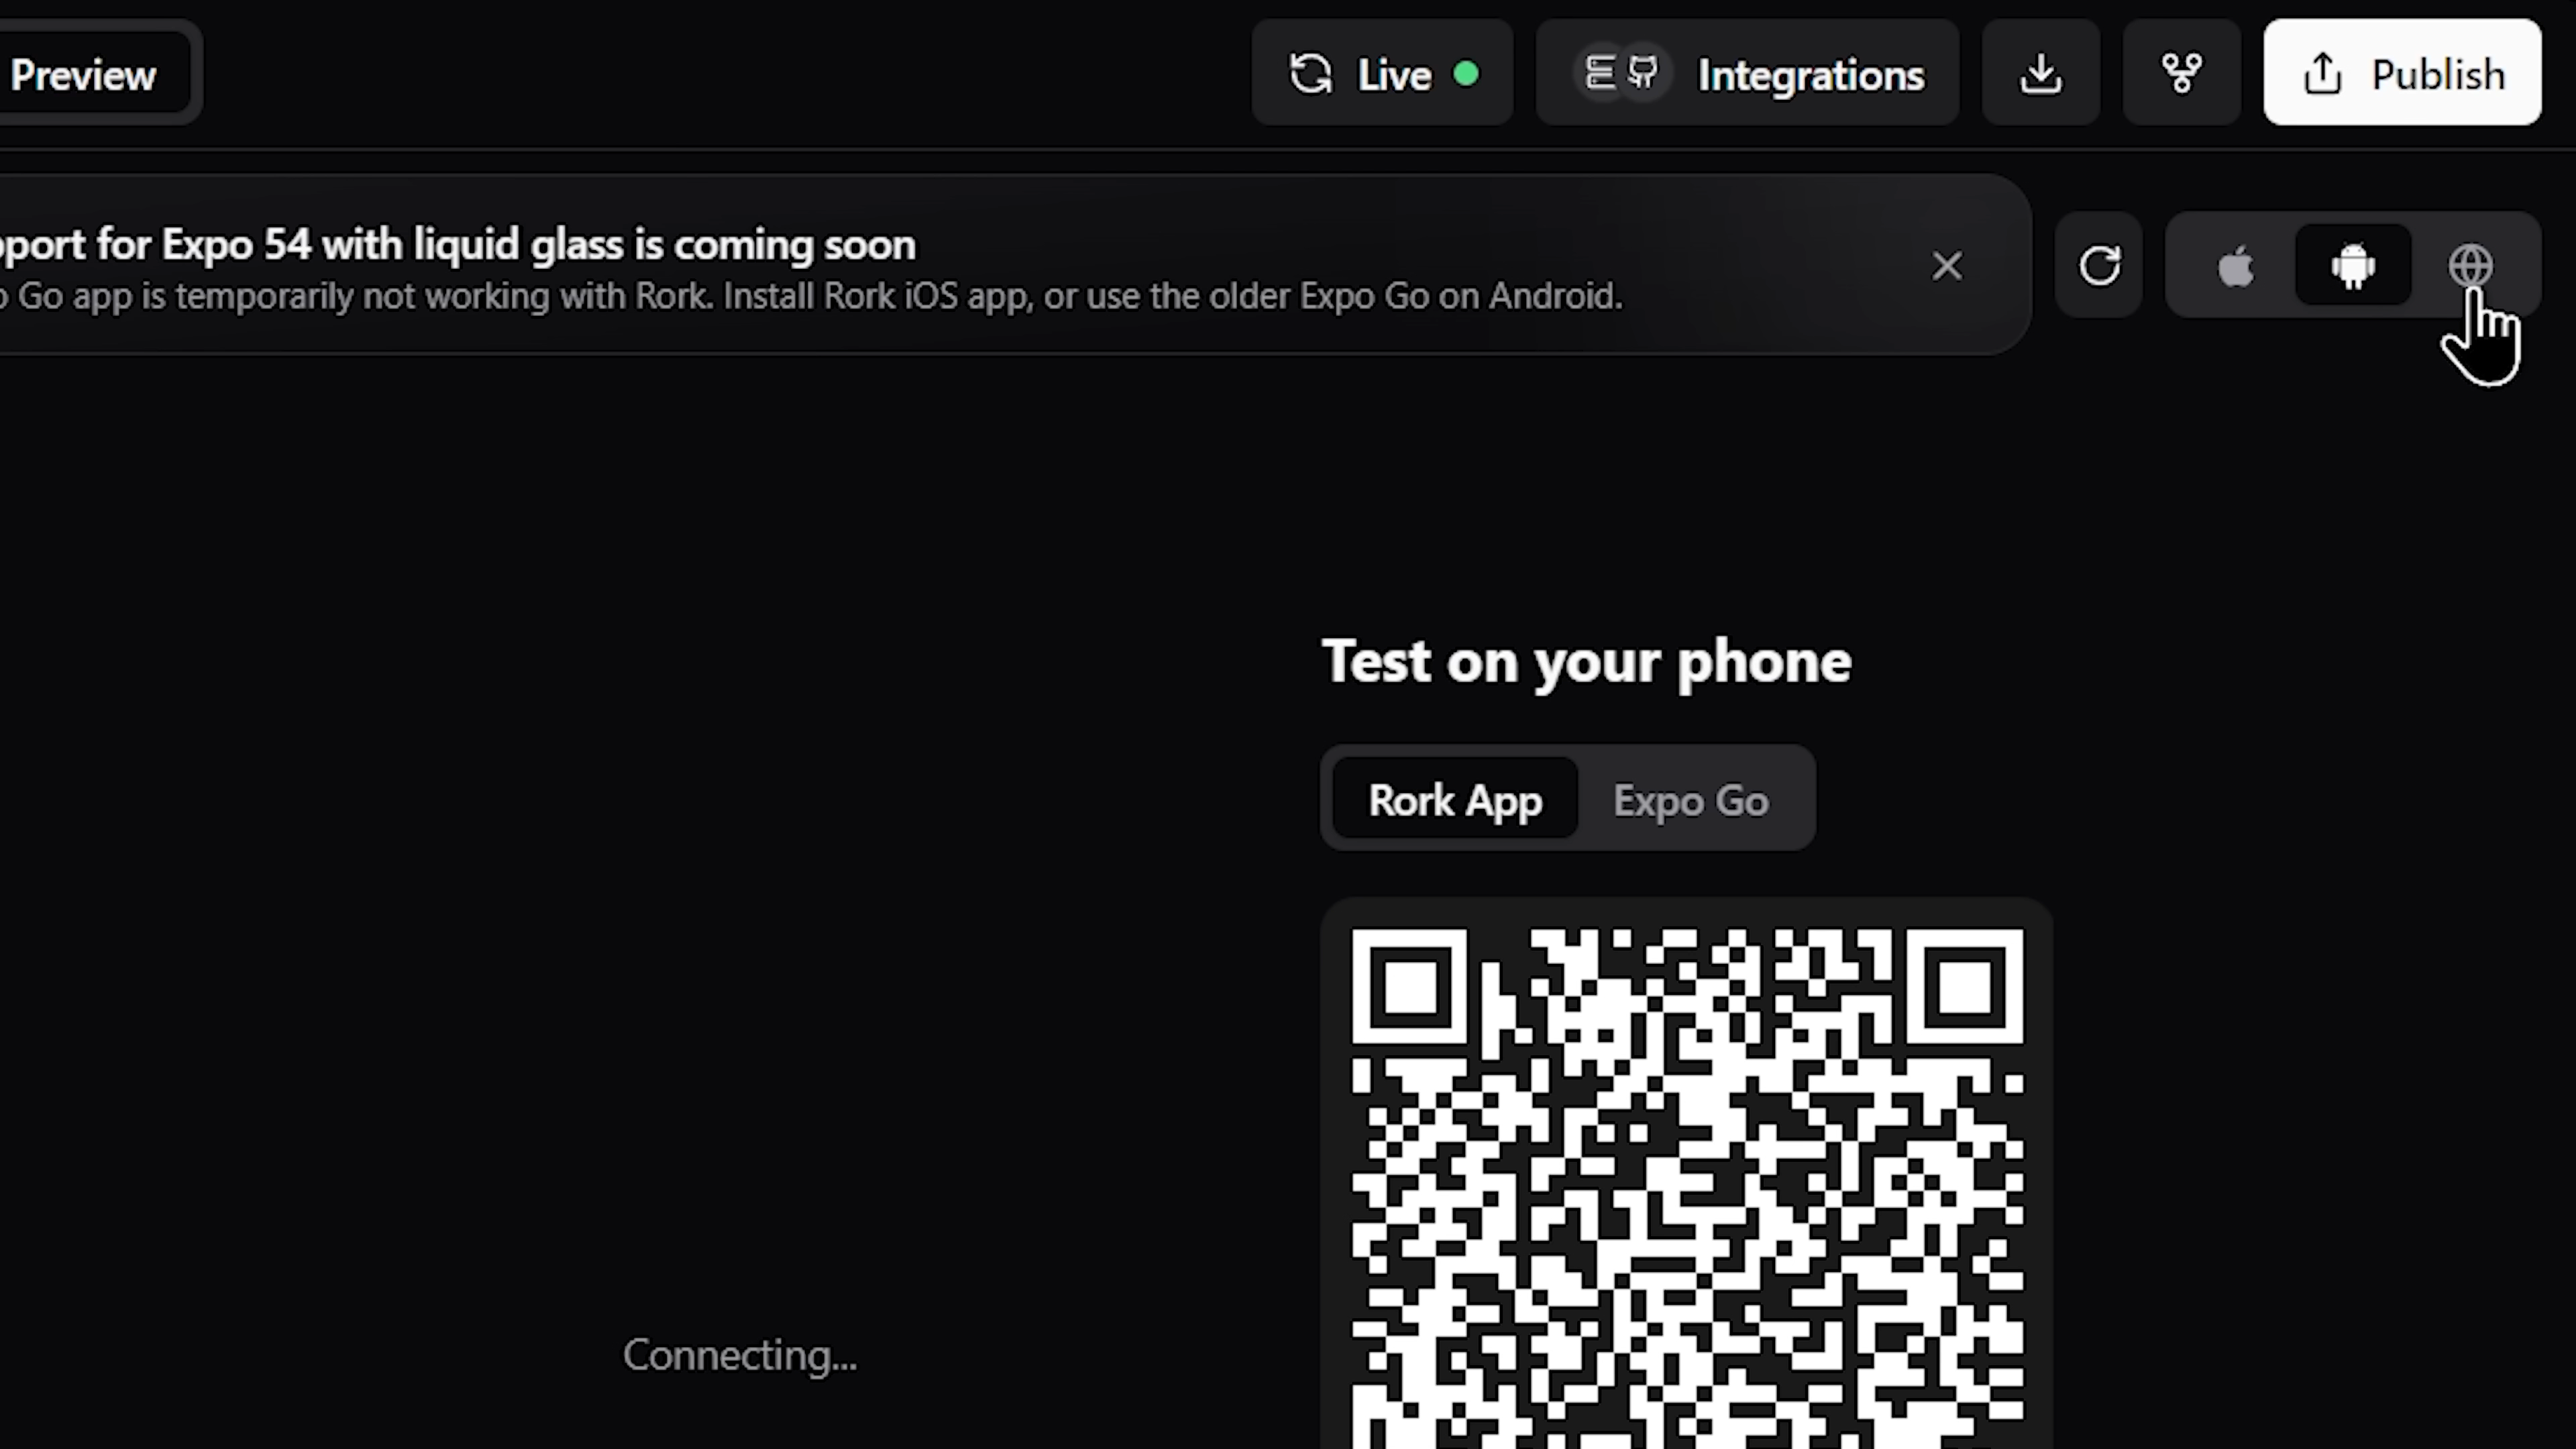 Preview
Live
Integrations
Publish
port for Expo 54 with liquid glass is coming soon
Go app is temporarily not working with Rork. Install Rork iOS app, or use the older Expo Go on Android.
Test on your phone
Rork App
Expo Go
Connecting...